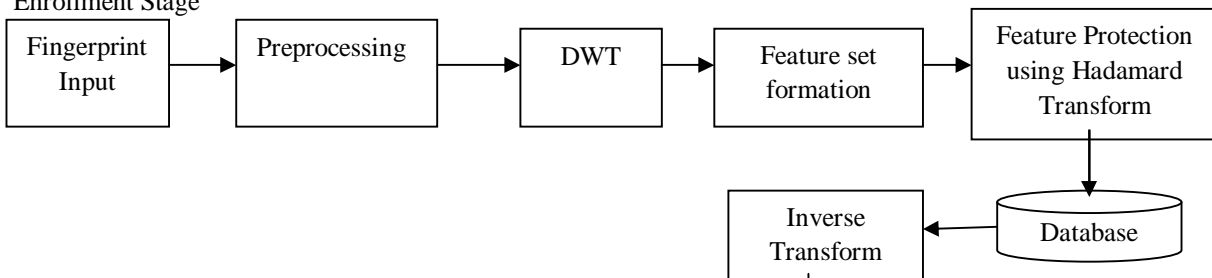 Enrollment Stage
Fingerprint
Input
Preprocessing
DWT
Feature set
formation
Feature Protection
using Hadamard
Transform
Inverse
Transform
Database